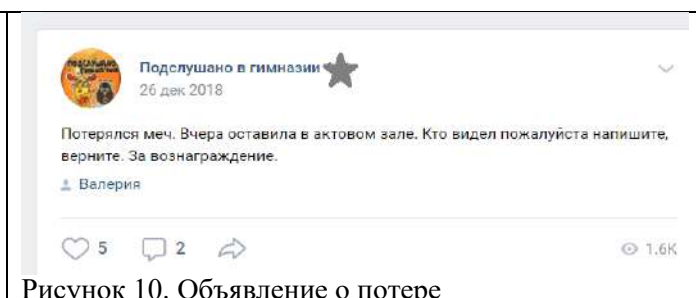 Подслушано в гимназии
26 дек 2018
Потерялся меч. Вчера оставила в актовом зале. Кто видел пожалуйста напишите,
верните. За вознаграждение.
Валерия
5 2 1.6K
Рисунок 10. Объявление о потере